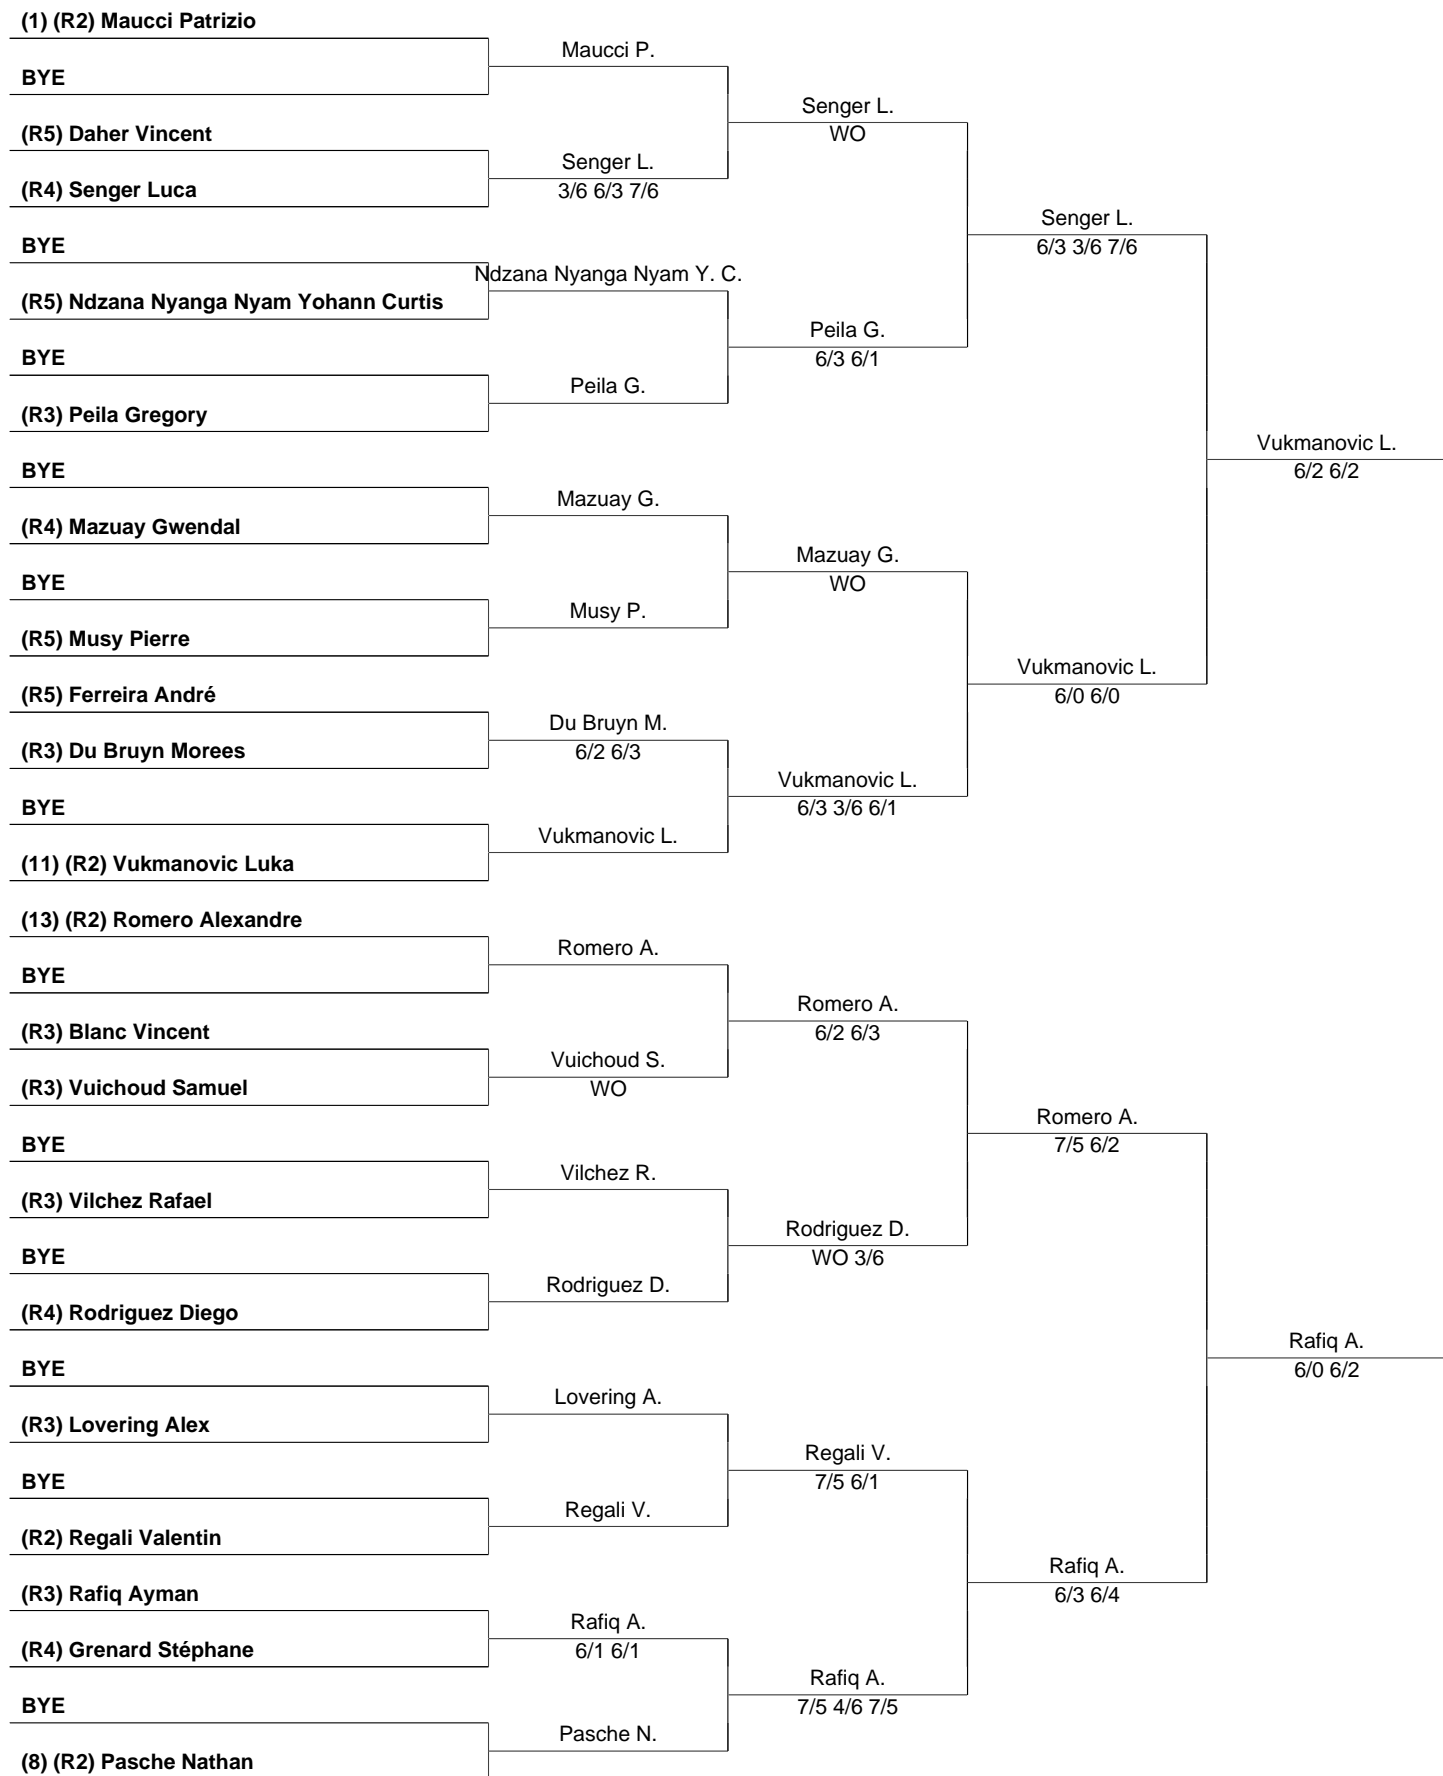 (1) (R2) Maucci Patrizio
Maucci P.
BYE
Senger L.
WO
(R5) Daher Vincent
Senger L.
3/6 6/3 7/6
(R4) Senger Luca
Senger L.
6/3 3/6 7/6
BYE
Ndzana Nyanga Nyam Y. C.
(R5) Ndzana Nyanga Nyam Yohann Curtis
Peila G.
6/3 6/1
BYE
Peila G.
(R3) Peila Gregory
Vukmanovic L.
6/2 6/2
BYE
Mazuay G.
(R4) Mazuay Gwendal
Mazuay G.
WO
BYE
Musy P.
(R5) Musy Pierre
Vukmanovic L.
6/0 6/0
(R5) Ferreira André
Du Bruyn M.
6/2 6/3
(R3) Du Bruyn Morees
Vukmanovic L.
6/3 3/6 6/1
BYE
Vukmanovic L.
(11) (R2) Vukmanovic Luka
(13) (R2) Romero Alexandre
Romero A.
BYE
Romero A.
6/2 6/3
(R3) Blanc Vincent
Vuichoud S.
WO
(R3) Vuichoud Samuel
Romero A.
7/5 6/2
BYE
Vilchez R.
(R3) Vilchez Rafael
Rodriguez D.
WO 3/6
BYE
Rodriguez D.
(R4) Rodriguez Diego
Rafiq A.
6/0 6/2
BYE
Lovering A.
(R3) Lovering Alex
Regali V.
7/5 6/1
BYE
Regali V.
(R2) Regali Valentin
Rafiq A.
6/3 6/4
(R3) Rafiq Ayman
Rafiq A.
6/1 6/1
(R4) Grenard Stéphane
Rafiq A.
7/5 4/6 7/5
BYE
Pasche N.
(8) (R2) Pasche Nathan